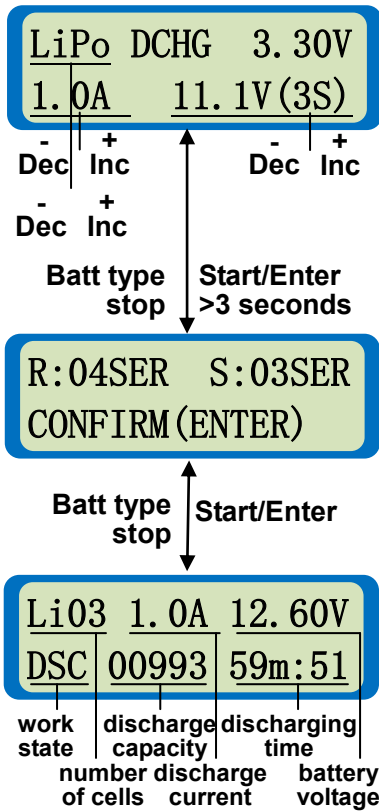 LiPo DCHG 3.30V
1.0A 11.1V(3S)
- + - +
Dec Inc Dec Inc
- +
Dec Inc
Batt type Start/Enter
stop >3 seconds
R:04SER S:03SER
CONFIRM(ENTER)
Batt type Start/Enter
stop
Li03 1.0A 12.60V
DSC 00993 59m:51
work discharge discharging
state capacity time
number discharge battery
of cells current voltage